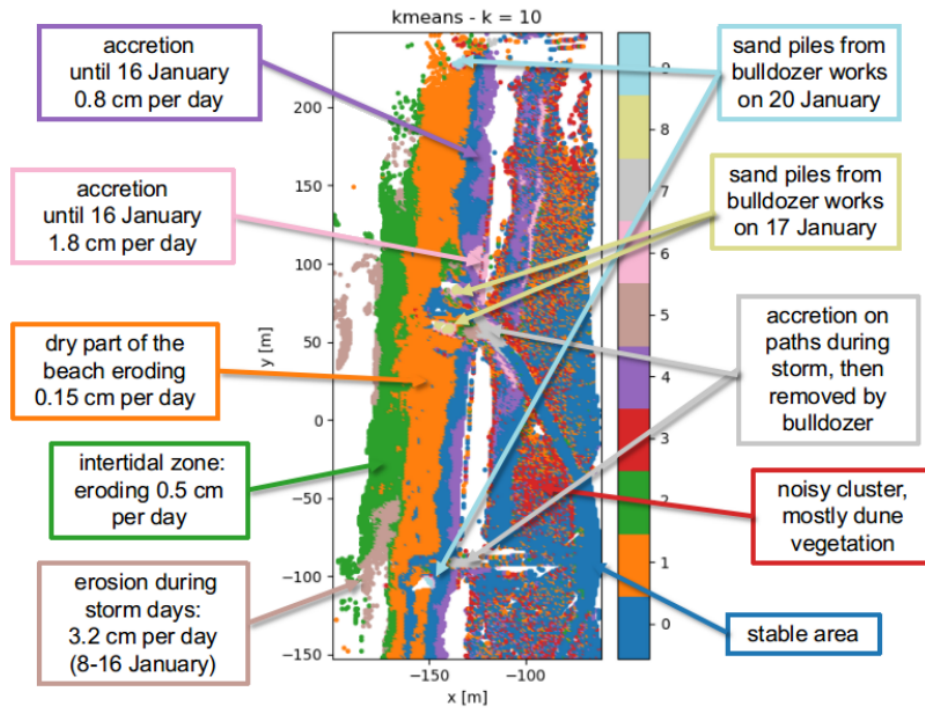 kmeans - k = 10
accretion
until 16 January
0.8 cm per day
accretion
until 16 January
1.8 cm per day
dry part of the
beach eroding
0.15 cm per day
intertidal zone:
eroding 0.5 cm
per day
erosion during
storm days:
3.2 cm per day
(8-16 January)
y [m]
200
150
100
50
0
−50
−100
−150
−150
−100
x [m]
9
8
7
6
5
4
3
2
1
0
sand piles from
bulldozer works
on 20 January
sand piles from
bulldozer works
on 17 January
accretion on
paths during
storm, then
removed by
bulldozer
noisy cluster,
mostly dune
vegetation
stable area